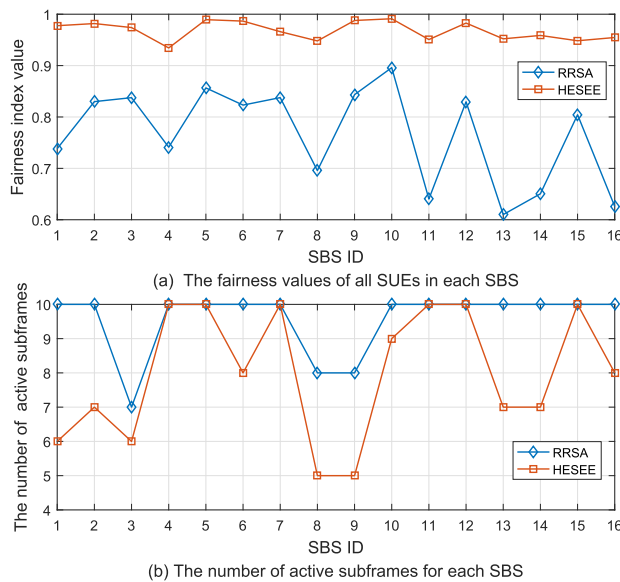 1
0.9
0.8
0.7
0.6
Fairness index value
RRSA
HESEE
1 2 3 4 5 6 7 8 9 10 11 12 13 14 15 16
SBS ID
(a) The fairness values of all SUEs in each SBS
10
9
8
7
6
5
4
The number of active subframes
RRSA
HESEE
1 2 3 4 5 6 7 8 9 10 11 12 13 14 15 16
SBS ID
(b) The number of active subframes for each SBS